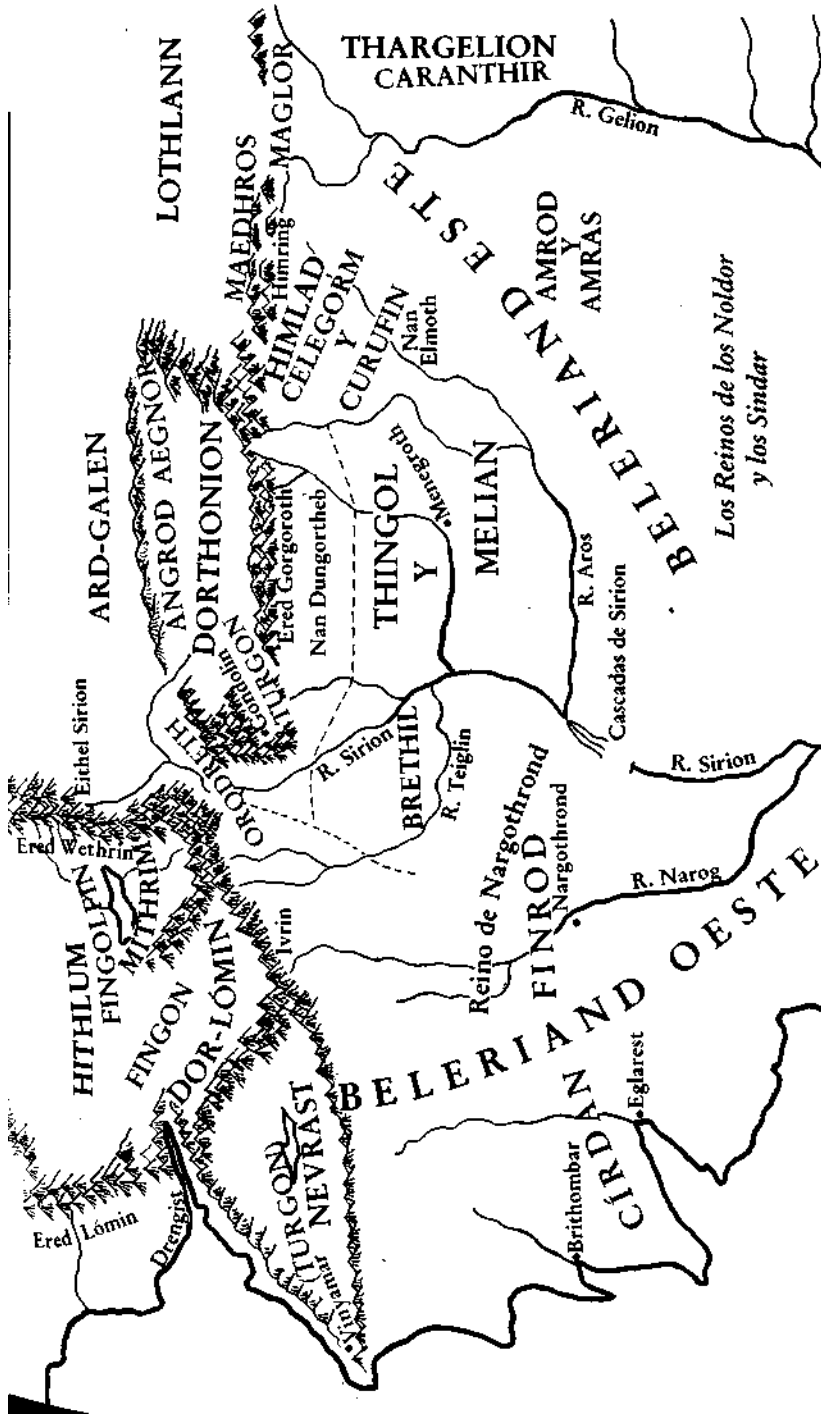 LOTHLANN
THARGELION
CARANTHIR
MAEDHROS
MAGLOR
Himring
R. Gelion
ARD-GALEN
ANGROD AEGNOR
DORTHONION
HIMLAD
CELEGORM
Y
CURUFIN
Nan
Elmoth
BELERIAND ESTE
AMROD
Y
AMRAS
Ered Gorgoroth
Nan Dungortheb
THINGOL
Y
MELIAN
Menegroth
R. Aros
Cascadas de Sirion
Los Reinos de los Noldor
y los Sindar
Eichel Sirion
Gondolin
TURGON
ORODRETH
R. Sirion
BRETHIL
R. Teiglin
Ered Wethrin
HITHLUM
FINGOLFIN
MITHRIM
FINGON
DOR-LÓMIN
Ivrin
Reino de Nargothrond
FINROD
Nargothrond
R. Sirion
R. Narog
BELERIAND OESTE
Ered Lómin
Drengist
(TURGON)
NEVRAST
Vinyamar
Brithombar
CÍRDAN
Eglarest